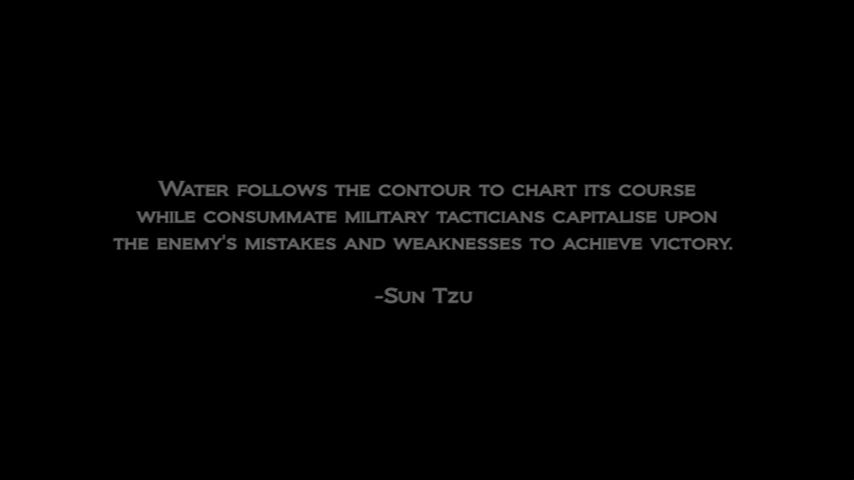 Water follows the contour to chart its course
while consummate military tacticians capitalise upon
the enemy's mistakes and weaknesses to achieve victory.
-Sun Tzu